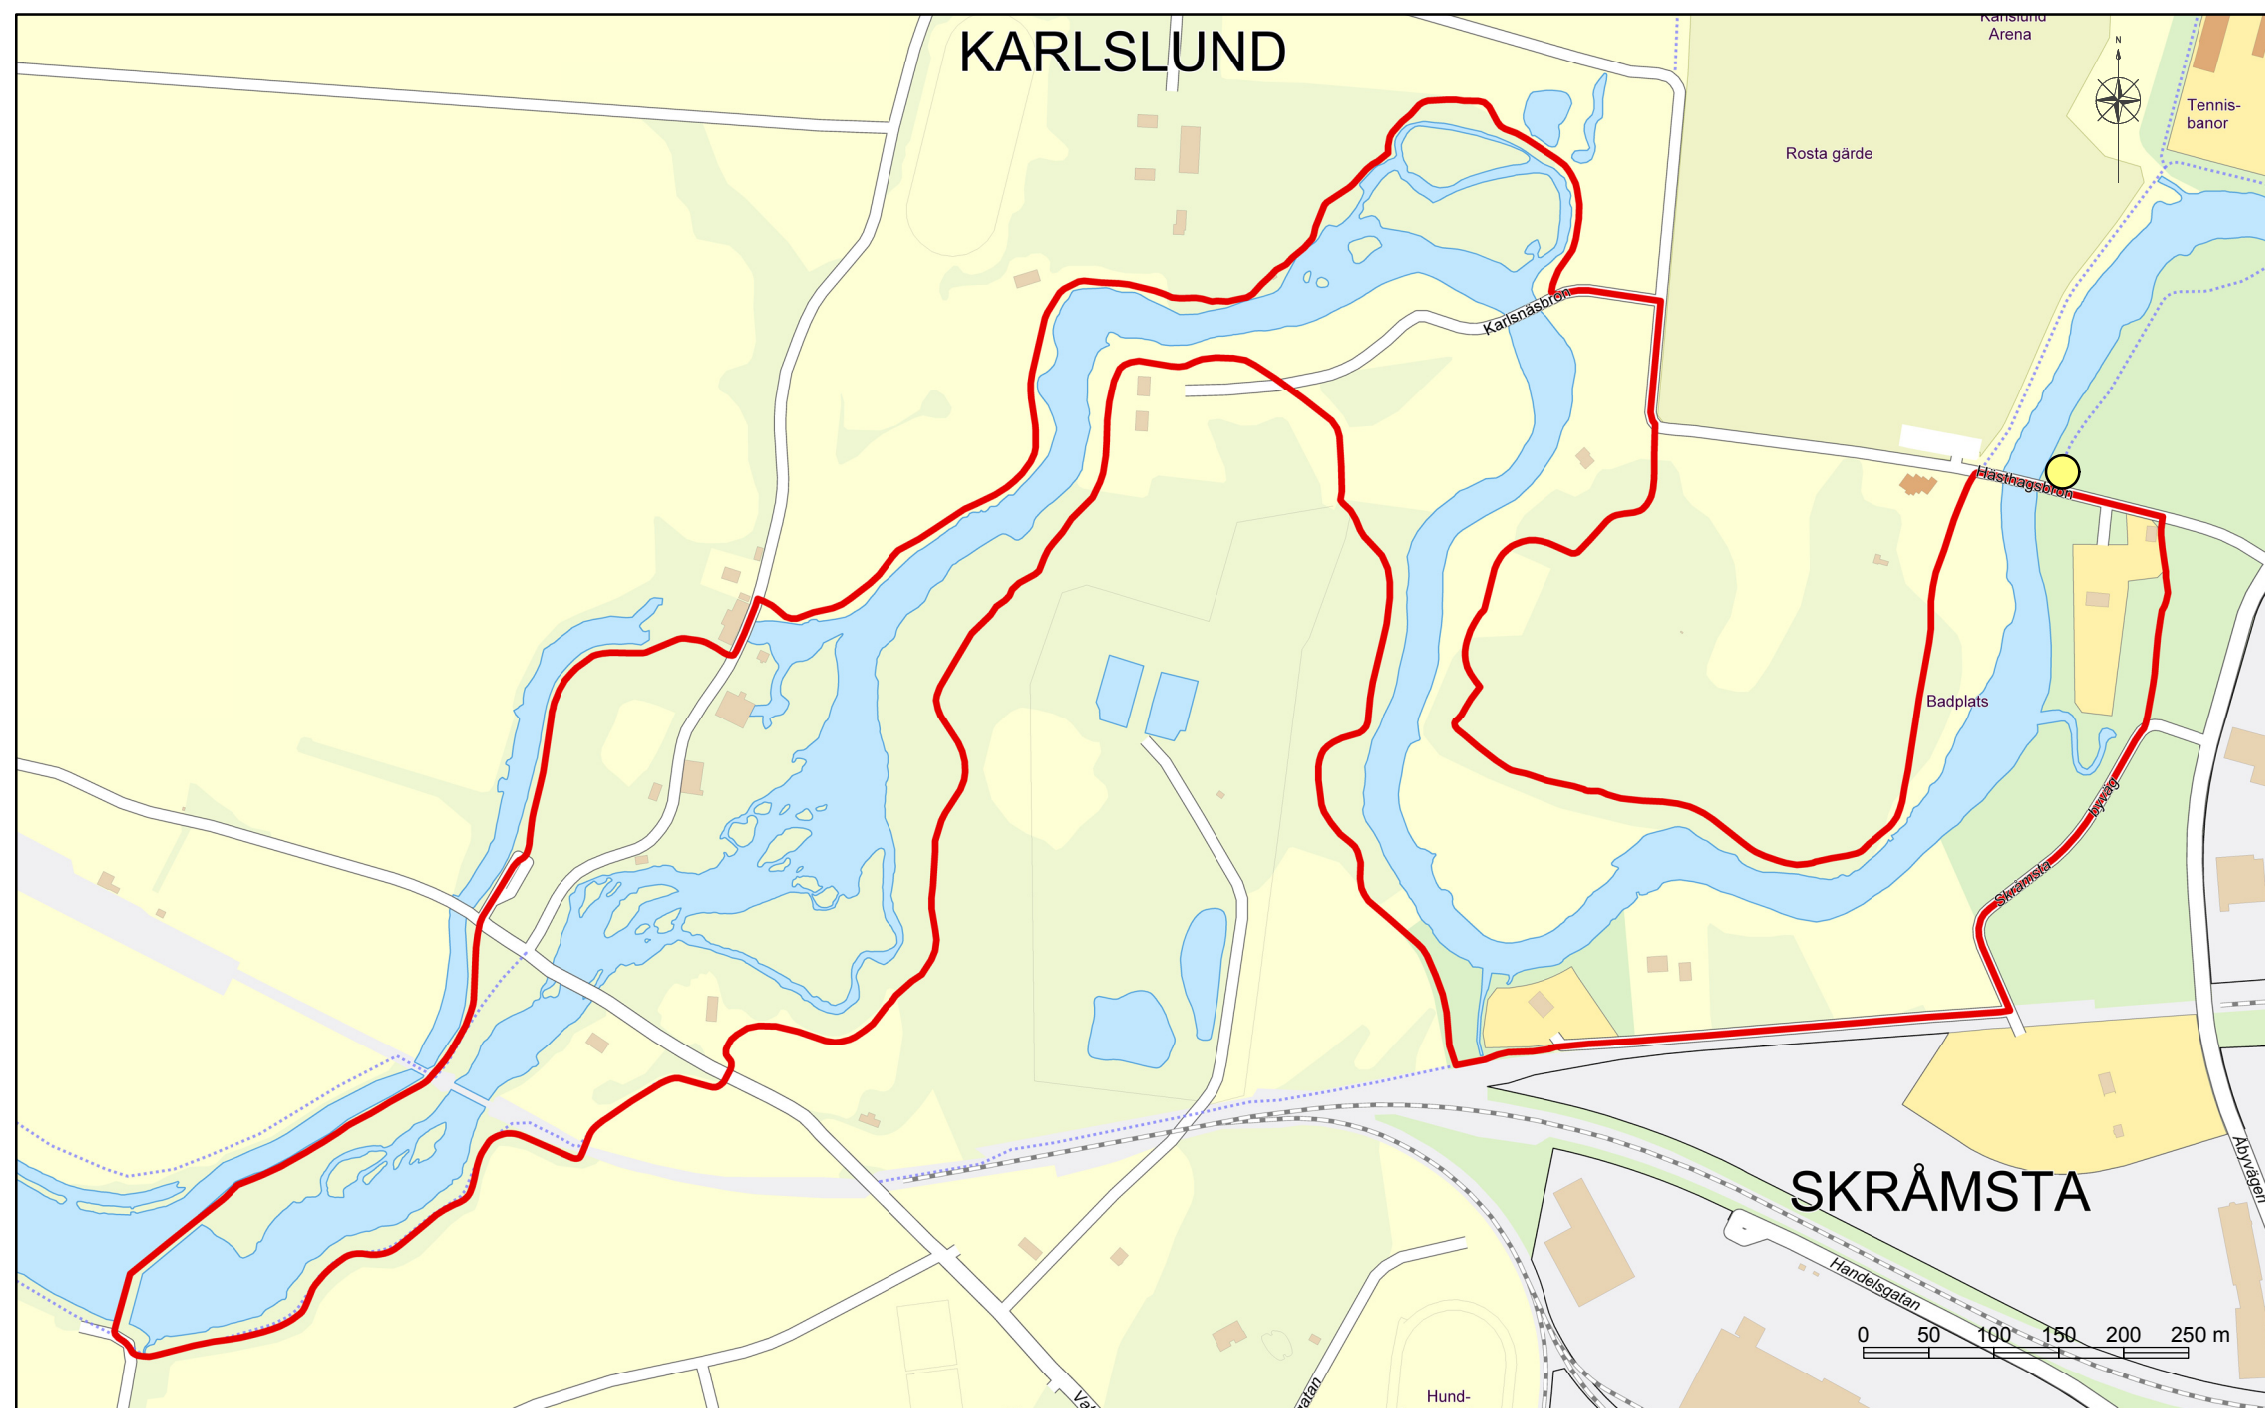 KARLSLUND
Arena
N
Tennis-
banor
Rosta gärde
Karlsnäsbron
Hästhagsbron
Badplats
byväg
Skråmsta
SKRÅMSTA
Åbyvägen
Handelsgatan
0 50 100 150 200 250 m
Hund-